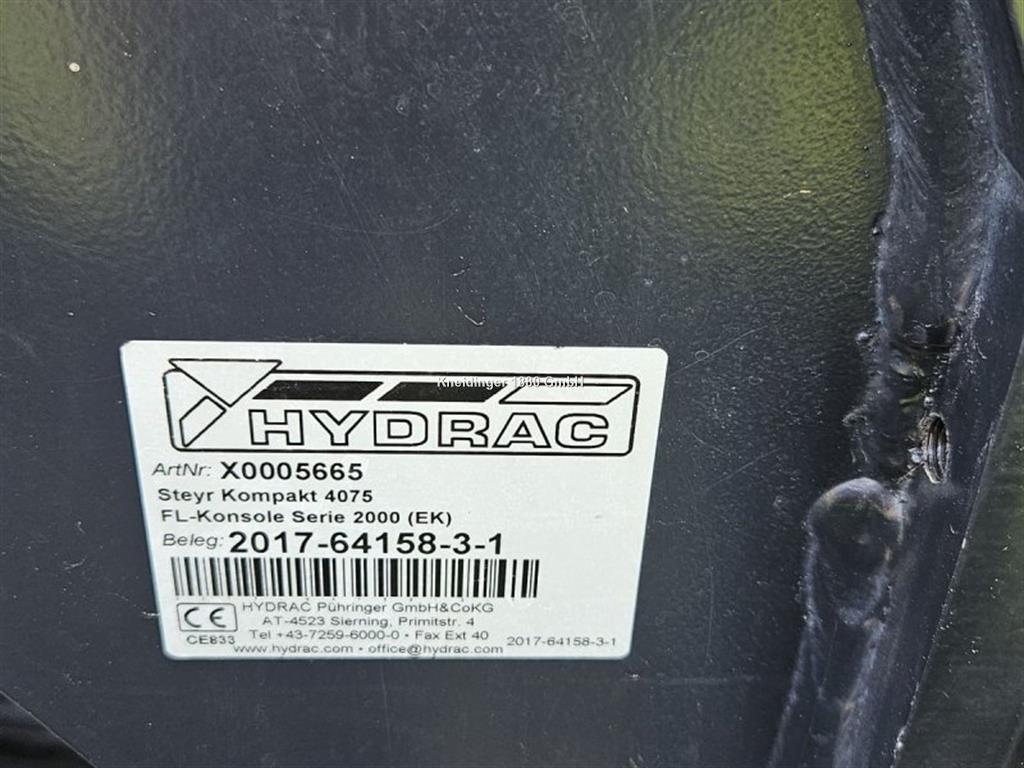 Kneidinger 1880 GmbH
HYDRAC
ArtNr: X0005665
Steyr Kompakt 4075
FL-Konsole Serie 2000 (EK)
Beleg: 2017-64158-3-1
CE HYDRAC Pühringer GmbH&CoKG
AT-4523 Sierning, Primitstr. 4
CE833 Tel +43-7259-6000-0 • Fax Ext 40 2017-64158-3-1
www.hydrac.com • office@hydrac.com